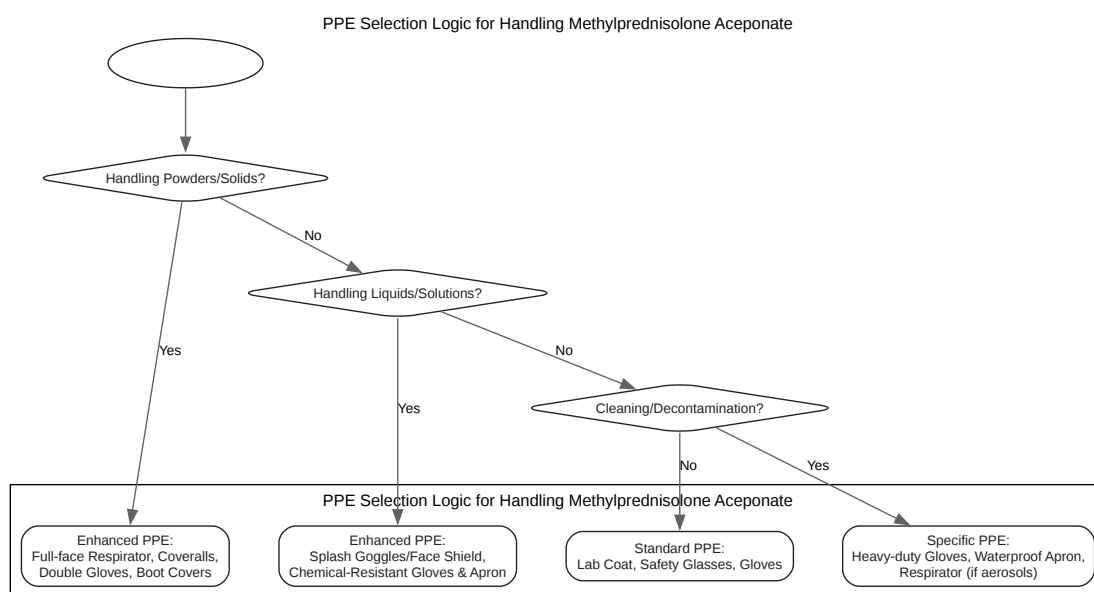 PPE Selection Logic for Handling Methylprednisolone Aceponate
Handling Powders/Solids?
No
Handling Liquids/Solutions?
Yes
No
Cleaning/Decontamination?
Yes
No
Yes
PPE Selection Logic for Handling Methylprednisolone Aceponate
Enhanced PPE:
Full-face Respirator, Coveralls,
Double Gloves, Boot Covers
Enhanced PPE:
Splash Goggles/Face Shield,
Chemical-Resistant Gloves & Apron
Standard PPE:
Lab Coat, Safety Glasses, Gloves
Specific PPE:
Heavy-duty Gloves, Waterproof Apron,
Respirator (if aerosols)